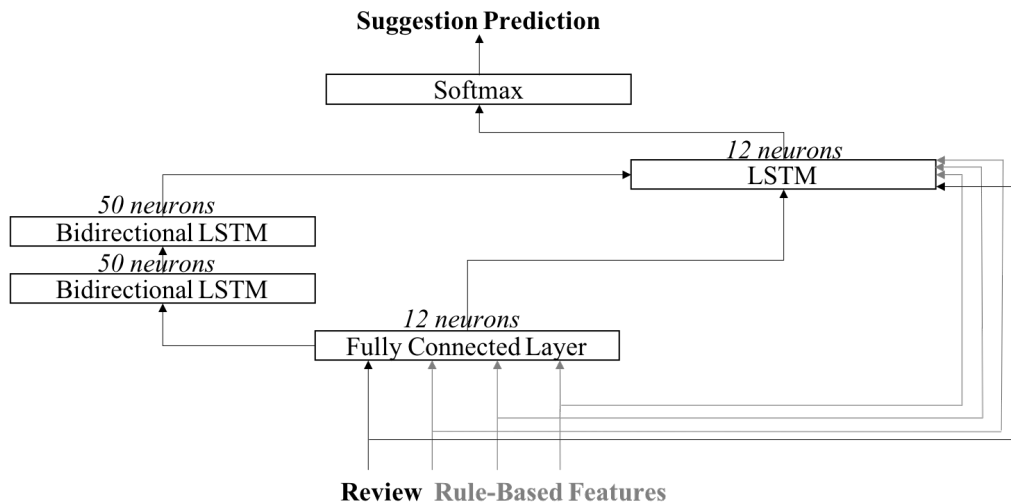 Suggestion Prediction
Softmax
12 neurons
LSTM
50 neurons
Bidirectional LSTM
50 neurons
Bidirectional LSTM
12 neurons
Fully Connected Layer
Review Rule-Based Features